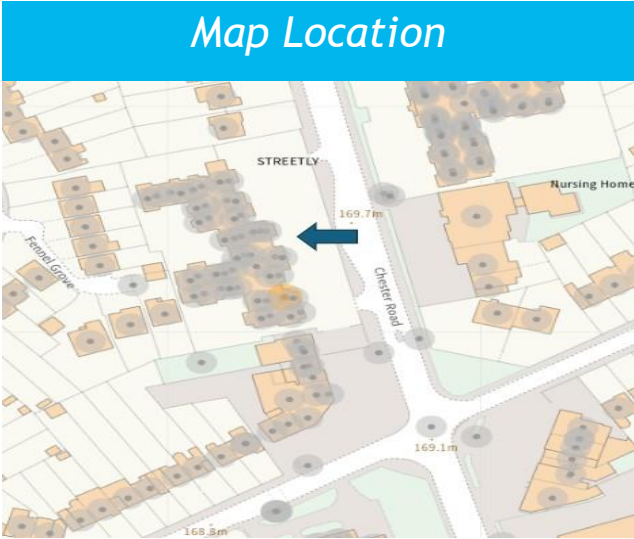 Map Location
STREETLY
Nursing Home
169.7m
Fennel Grove
Chester Road
169.1m
168.8m